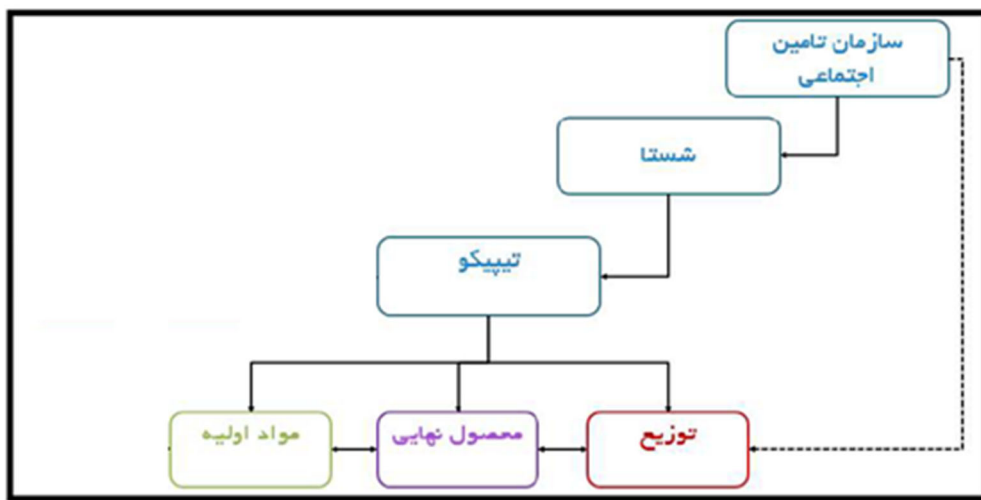 سازمان تامین
اجتماعی
شستا
تیپیکو
توزیع
محصول نهایی
مواد اولیه